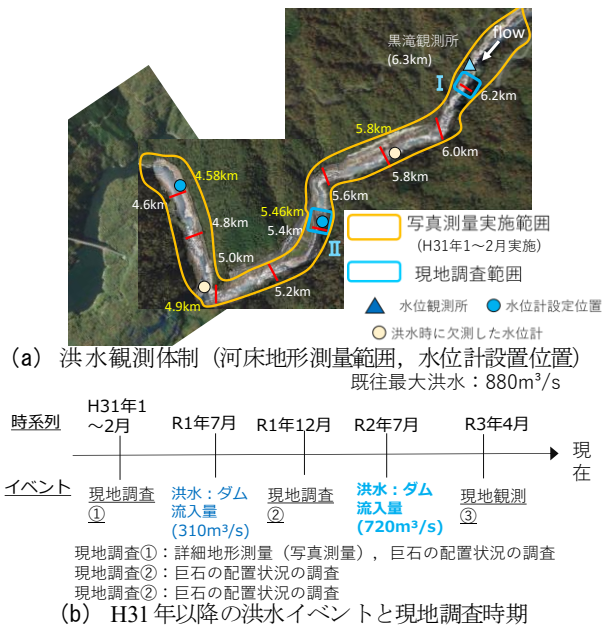 黒滝観測所
(6.3km)
flow
I
6.2km
5.8km
6.0km
5.8km
4.58km
5.6km
4.6km
5.46km
4.8km
5.4km
II
5.0km
5.2km
4.9km
写真測量実施範囲
(H31年1~2月実施)
現地調査範囲
水位観測所
水位計設定位置
洪水時に欠測した水位計
(a) 洪水観測体制(河床地形測量範囲,水位計設置位置)
既往最大洪水:880m³/s
時系列
H31年1
~2月
R1年7月
R1年12月
R2年7月
R3年4月
現
在
イベント
現地調査
①
洪水:ダム
流入量
(310m³/s)
現地調査
②
洪水:ダム
流入量
(720m³/s)
現地観測
③
現地調査①:詳細地形測量(写真測量),巨石の配置状況の調査
現地調査②:巨石の配置状況の調査
現地調査②:巨石の配置状況の調査
(b) H31年以降の洪水イベントと現地調査時期